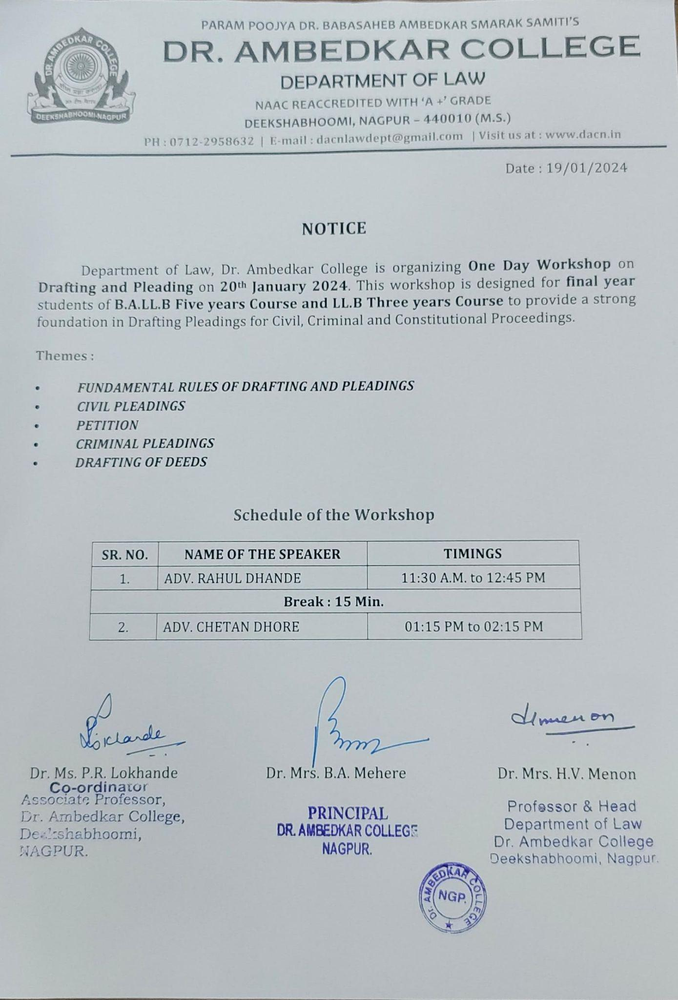 PARAM POOJYA DR. BABASAHEB AMBEDKAR SMARAK SAMITI'S
DR. AMBEDKAR COLLEGE
DEPARTMENT OF LAW
NAAC REACCREDITED WITH 'A +' GRADE
DEEKSHABHOOMI, NAGPUR – 440010 (M.S.)
PH : 0712-2958632 | E-mail : dacnlawdept@gmail.com | Visit us at : www.dacn.in
DR. AMBEDKAR COLLEGE
DEEKSHABHOOMI-NAGPUR
Date : 19/01/2024
NOTICE
Department of Law, Dr. Ambedkar College is organizing One Day Workshop on
Drafting and Pleading on 20th January 2024. This workshop is designed for final year
students of B.A.LL.B Five years Course and LL.B Three years Course to provide a strong
foundation in Drafting Pleadings for Civil, Criminal and Constitutional Proceedings.
Themes :
• FUNDAMENTAL RULES OF DRAFTING AND PLEADINGS
• CIVIL PLEADINGS
• PETITION
• CRIMINAL PLEADINGS
• DRAFTING OF DEEDS
Schedule of the Workshop
SR. NO. NAME OF THE SPEAKER TIMINGS
1. ADV. RAHUL DHANDE 11:30 A.M. to 12:45 PM
Break : 15 Min.
2. ADV. CHETAN DHORE 01:15 PM to 02:15 PM
Lokhande
Hmenon
Dr. Ms. P.R. Lokhande
Co-ordinator
Associate Professor,
Dr. Ambedkar College,
Deekshabhoomi,
NAGPUR.
Dr. Mrs. B.A. Mehere
PRINCIPAL
DR. AMBEDKAR COLLEGE
NAGPUR.
Dr. Mrs. H.V. Menon
Professor & Head
Department of Law
Dr. Ambedkar College
Deekshabhoomi, Nagpur.
Dr. AMBEDKAR COLLEGE
NGP.